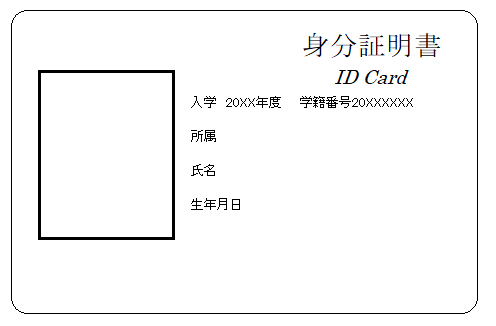 身分証明書
ID Card
入学 20XX年度 学籍番号20XXXXXX
所属
氏名
生年月日